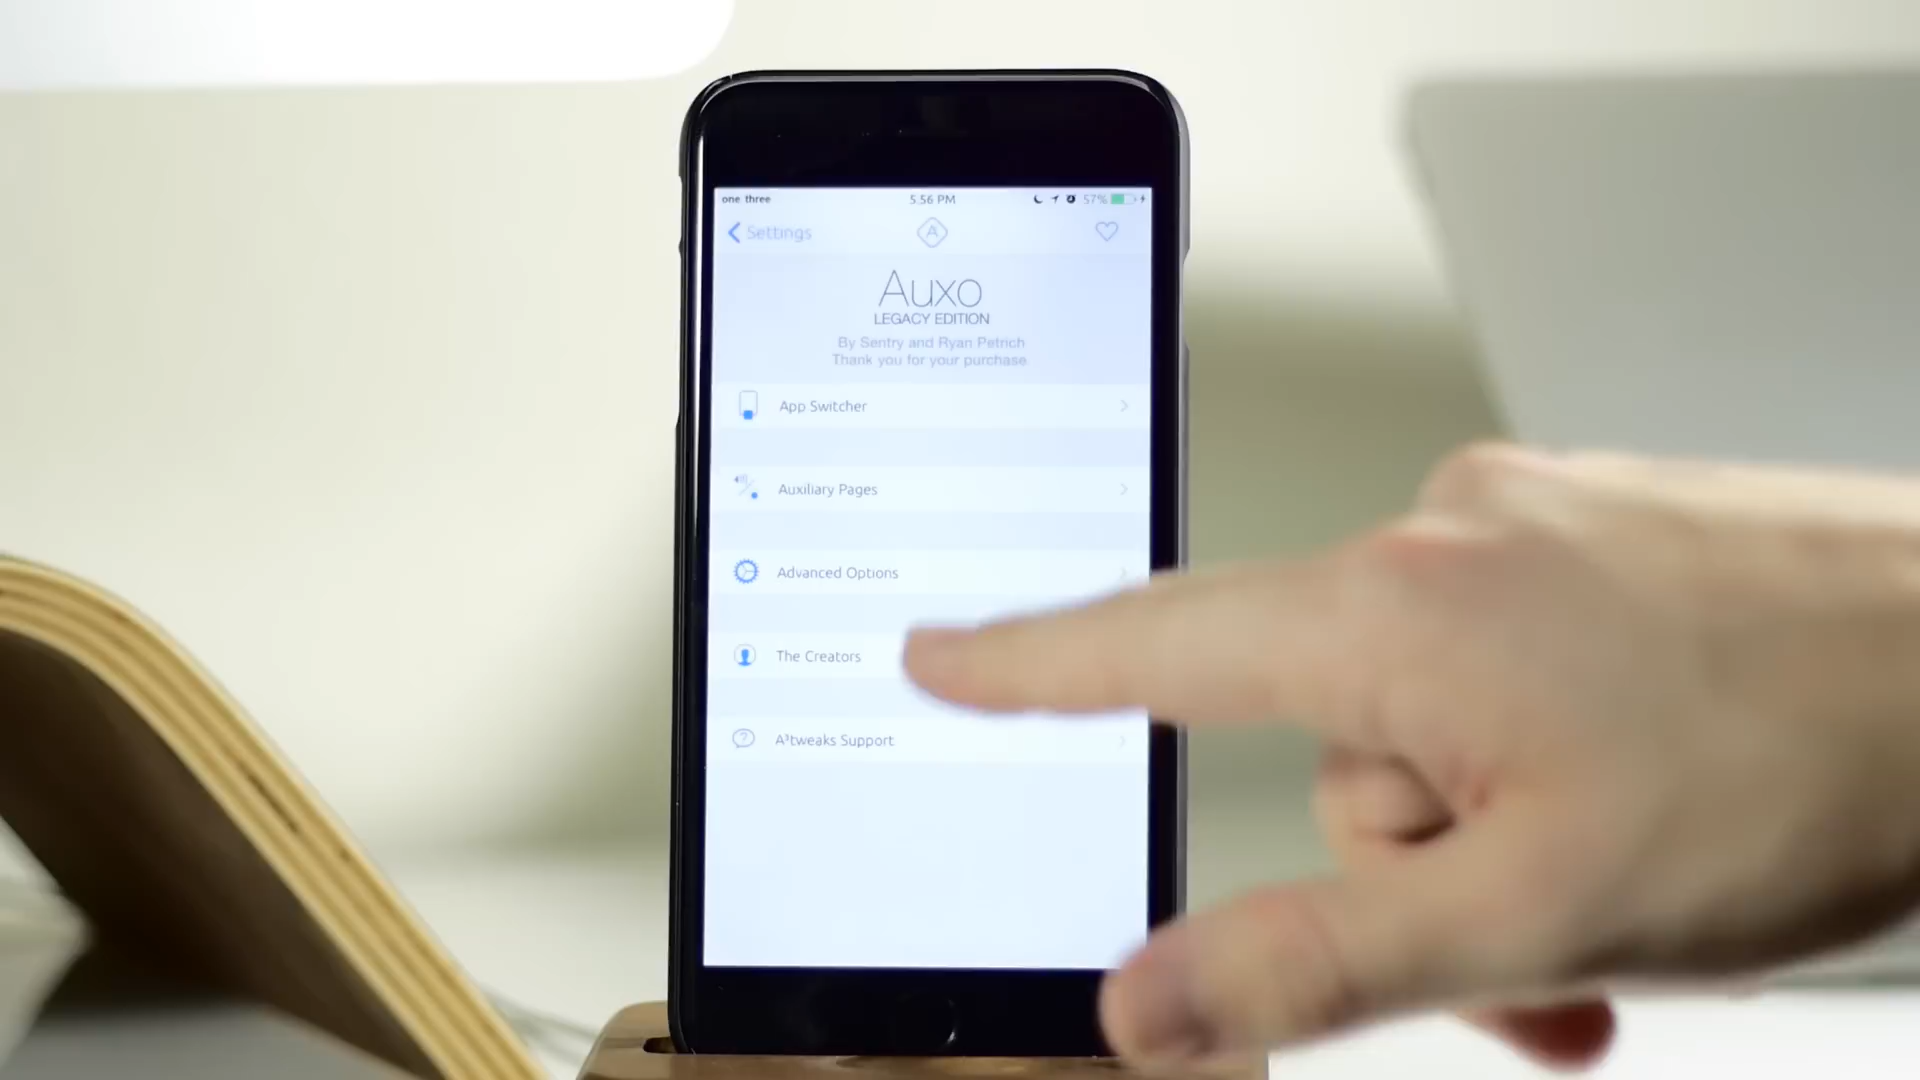 one three
5.56 PM
57%
Settings
A
Auxo
LEGACY EDITION
By Sentry and Ryan Petrich
Thank you for your purchase.
App Switcher
Auxiliary Pages
Advanced Options
The Creators
?
A³tweaks Support